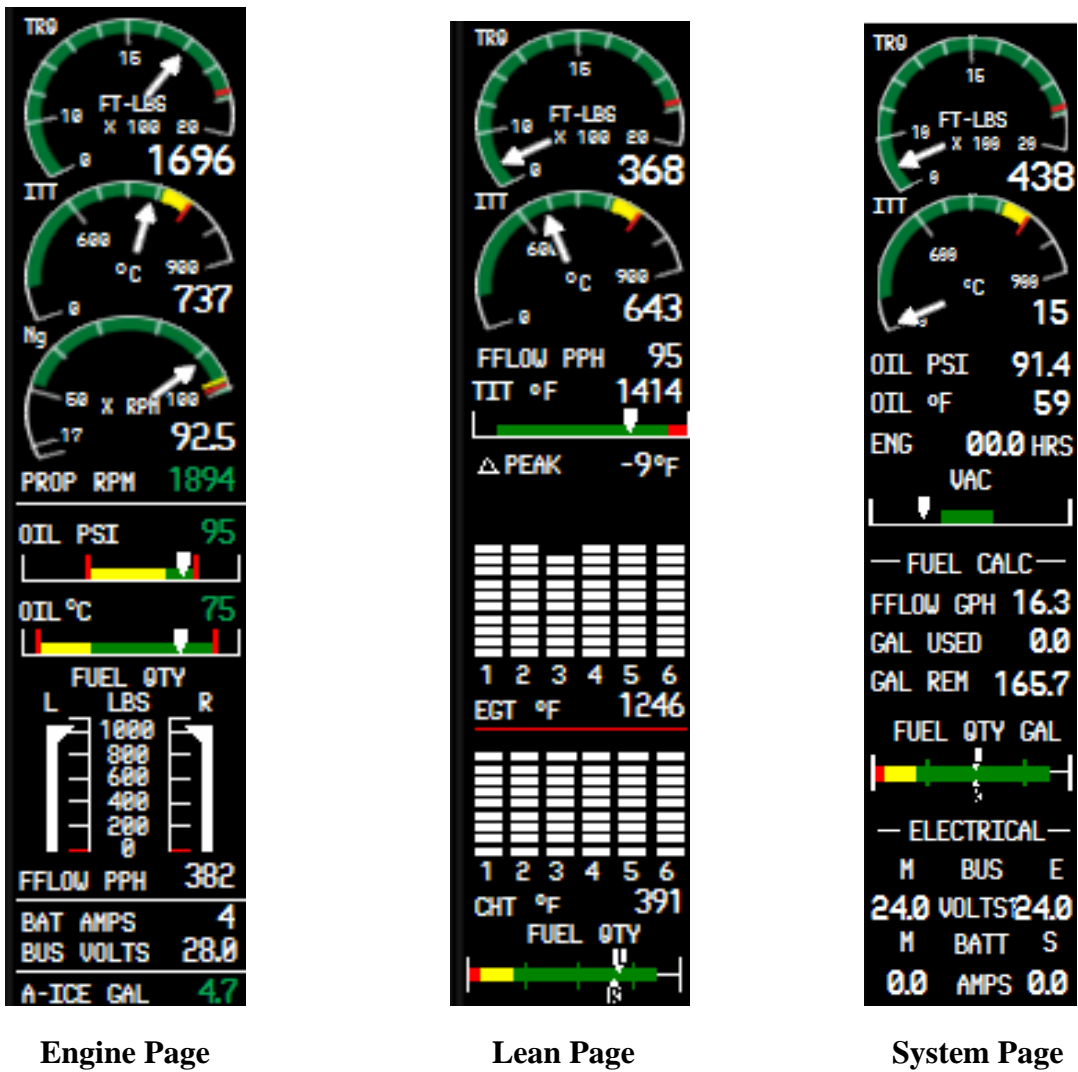 TRQ
15
FT-LBS
10 X 100 20
0 1696
ITT
600
°C 900
0 737
Ng
50 X RPM 100
17 92.5
PROP RPM 1894
OIL PSI 95
OIL °C 75
FUEL QTY
L LBS R
1000
800
600
400
200
0
FFLOW PPH 382
BAT AMPS 4
BUS VOLTS 28.0
A-ICE GAL 4.7
Engine Page
TRQ
15
FT-LBS
10 X 100 20
0 368
ITT
600
°C 900
0 643
FFLOW PPH 95
TIT °F 1414
△ PEAK -9°F
1 2 3 4 5 6
EGT °F 1246
1 2 3 4 5 6
CHT °F 391
FUEL QTY
Lean Page
TRQ
15
FT-LBS
10 X 100 20
0 438
ITT
600
°C 900
15
OIL PSI 91.4
OIL °F 59
ENG 00.0 HRS
VAC
FUEL CALC
FFLOW GPH 16.3
GAL USED 0.0
GAL REM 165.7
FUEL QTY GAL
ELECTRICAL
M BUS E
24.0 VOLTS 24.0
M BATT S
0.0 AMPS 0.0
System Page